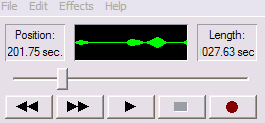 File Edit Effects Help
Position: Length:
201.75 sec. 027.63 sec